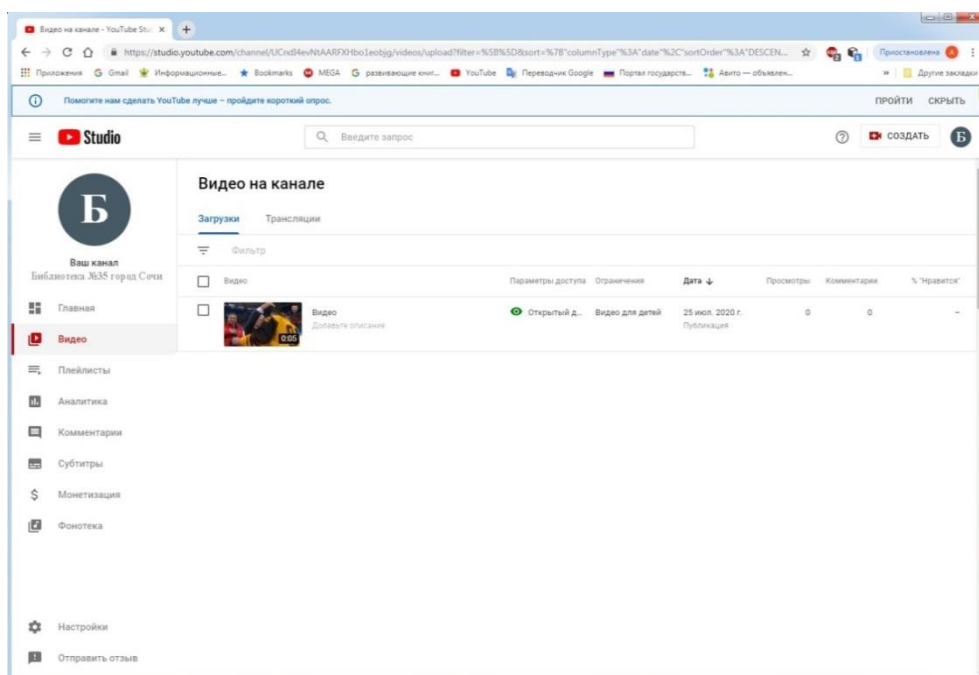 Видео на канале - YouTube Stu
https://studio.youtube.com/channel/UCnxB4evNtAARFXHbo1eobjg/videos/upload?filter=%5B%5D&sort=%7B"columnType"%3A"date"%2C"sortOrder"%3A"DESCEN...
Приостановлена
Приложения Gmail Информационные... Bookmarks MEGA развивающие книг... YouTube Переводчик Google Портал государств... Авито — объявлен... » Другие закладки
Помогите нам сделать YouTube лучше – пройдите короткий опрос. ПРОЙТИ СКРЫТЬ
Studio
Введите запрос
СОЗДАТЬ
Б
Б
Ваш канал
Библиотека №35 город Сочи
Главная
Видео
Плейлисты
Аналитика
Комментарии
Субтитры
Монетизация
Фонотека
Настройки
Отправить отзыв
Видео на канале
Загрузки Трансляции
Фильтр
Видео Параметры доступа Ограничения Дата Просмотры Комментарии % "Нравится"
0:05 Видео Открытый д... Видео для детей 25 июл. 2020 г. 0 0 –
Добавьте описание Публикация